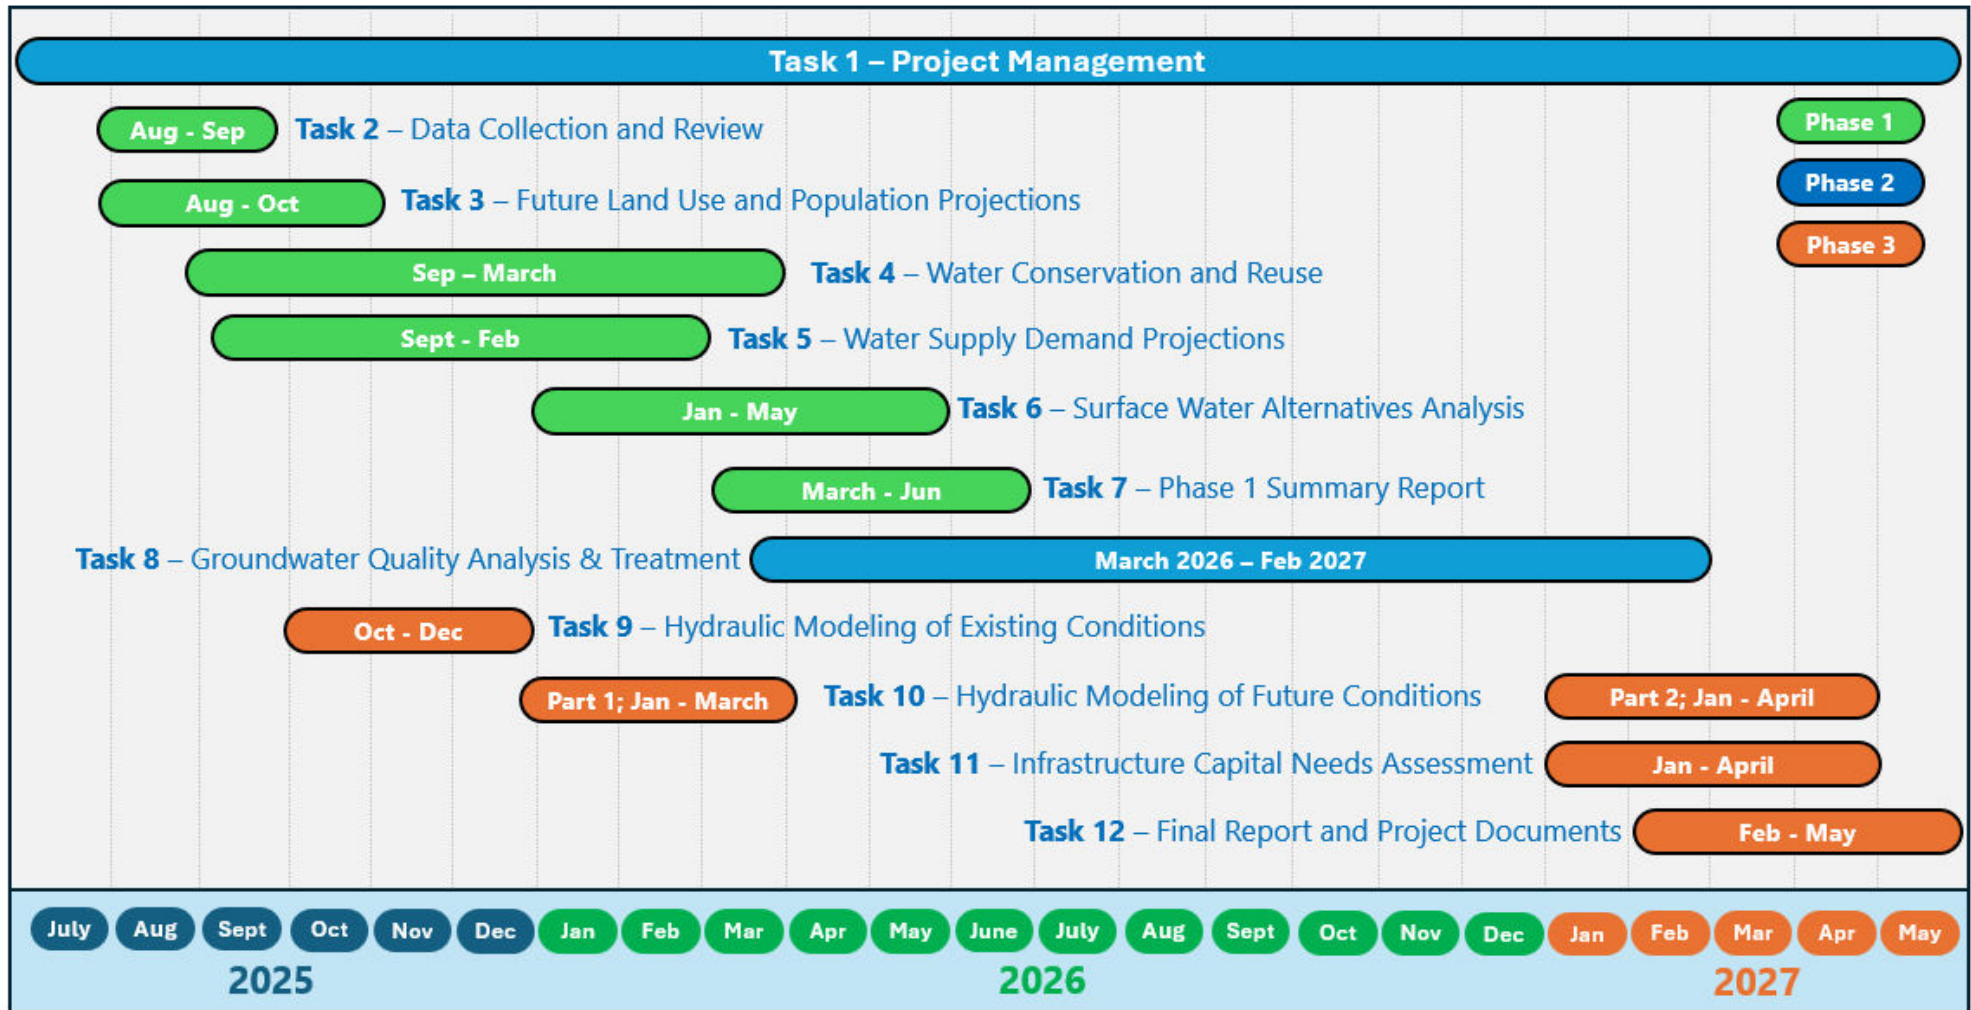 Task 1 – Project Management
Aug - Sep
Task 2 – Data Collection and Review
Phase 1
Aug - Oct
Task 3 – Future Land Use and Population Projections
Phase 2
Phase 3
Sep – March
Task 4 – Water Conservation and Reuse
Sept - Feb
Task 5 – Water Supply Demand Projections
Jan - May
Task 6 – Surface Water Alternatives Analysis
March - Jun
Task 7 – Phase 1 Summary Report
Task 8 – Groundwater Quality Analysis & Treatment
March 2026 – Feb 2027
Oct - Dec
Task 9 – Hydraulic Modeling of Existing Conditions
Part 1; Jan - March
Task 10 – Hydraulic Modeling of Future Conditions
Part 2; Jan - April
Task 11 – Infrastructure Capital Needs Assessment
Jan - April
Task 12 – Final Report and Project Documents
Feb - May
July Aug Sept Oct Nov Dec Jan Feb Mar Apr May June July Aug Sept Oct Nov Dec Jan Feb Mar Apr May
2025 2026 2027